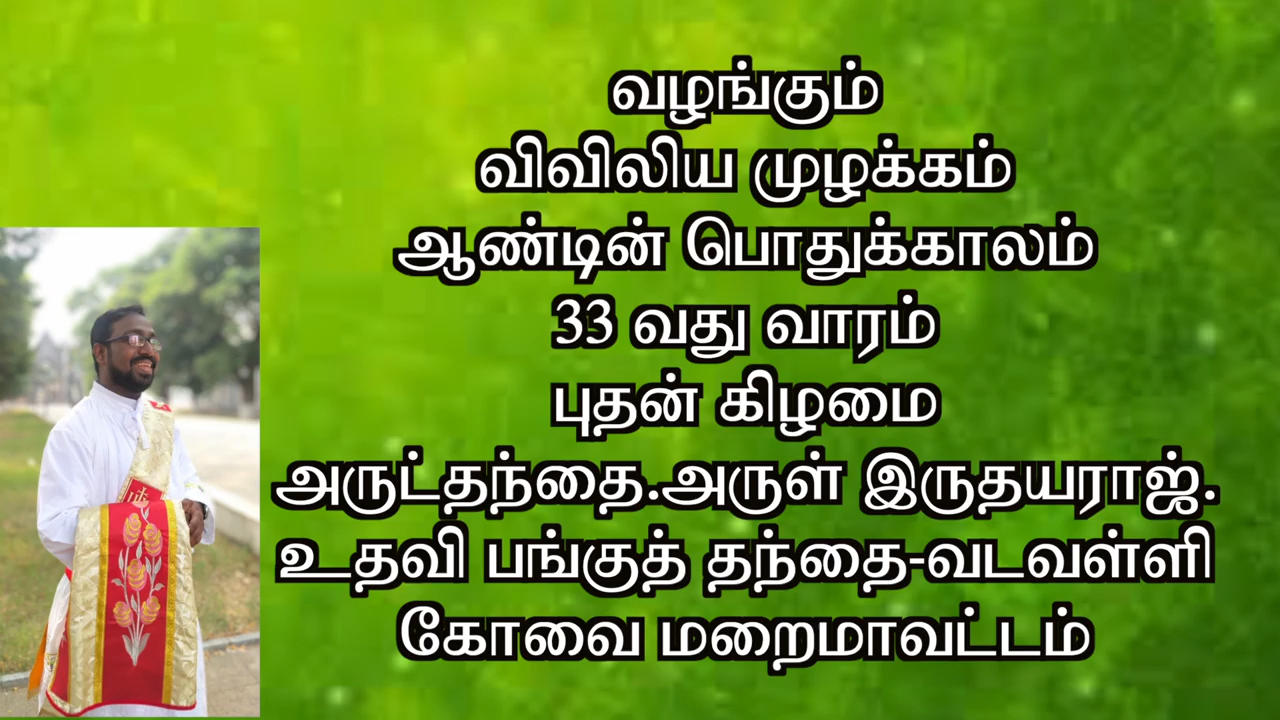 வழங்கும்
விவிலிய முழக்கம்
ஆண்டின் பொதுக்காலம்
33 வது வாரம்
புதன் கிழமை
அருட்தந்தை.அருள் இருதயராஜ்.
உதவி பங்குத் தந்தை-வடவள்ளி
கோவை மறைமாவட்டம்